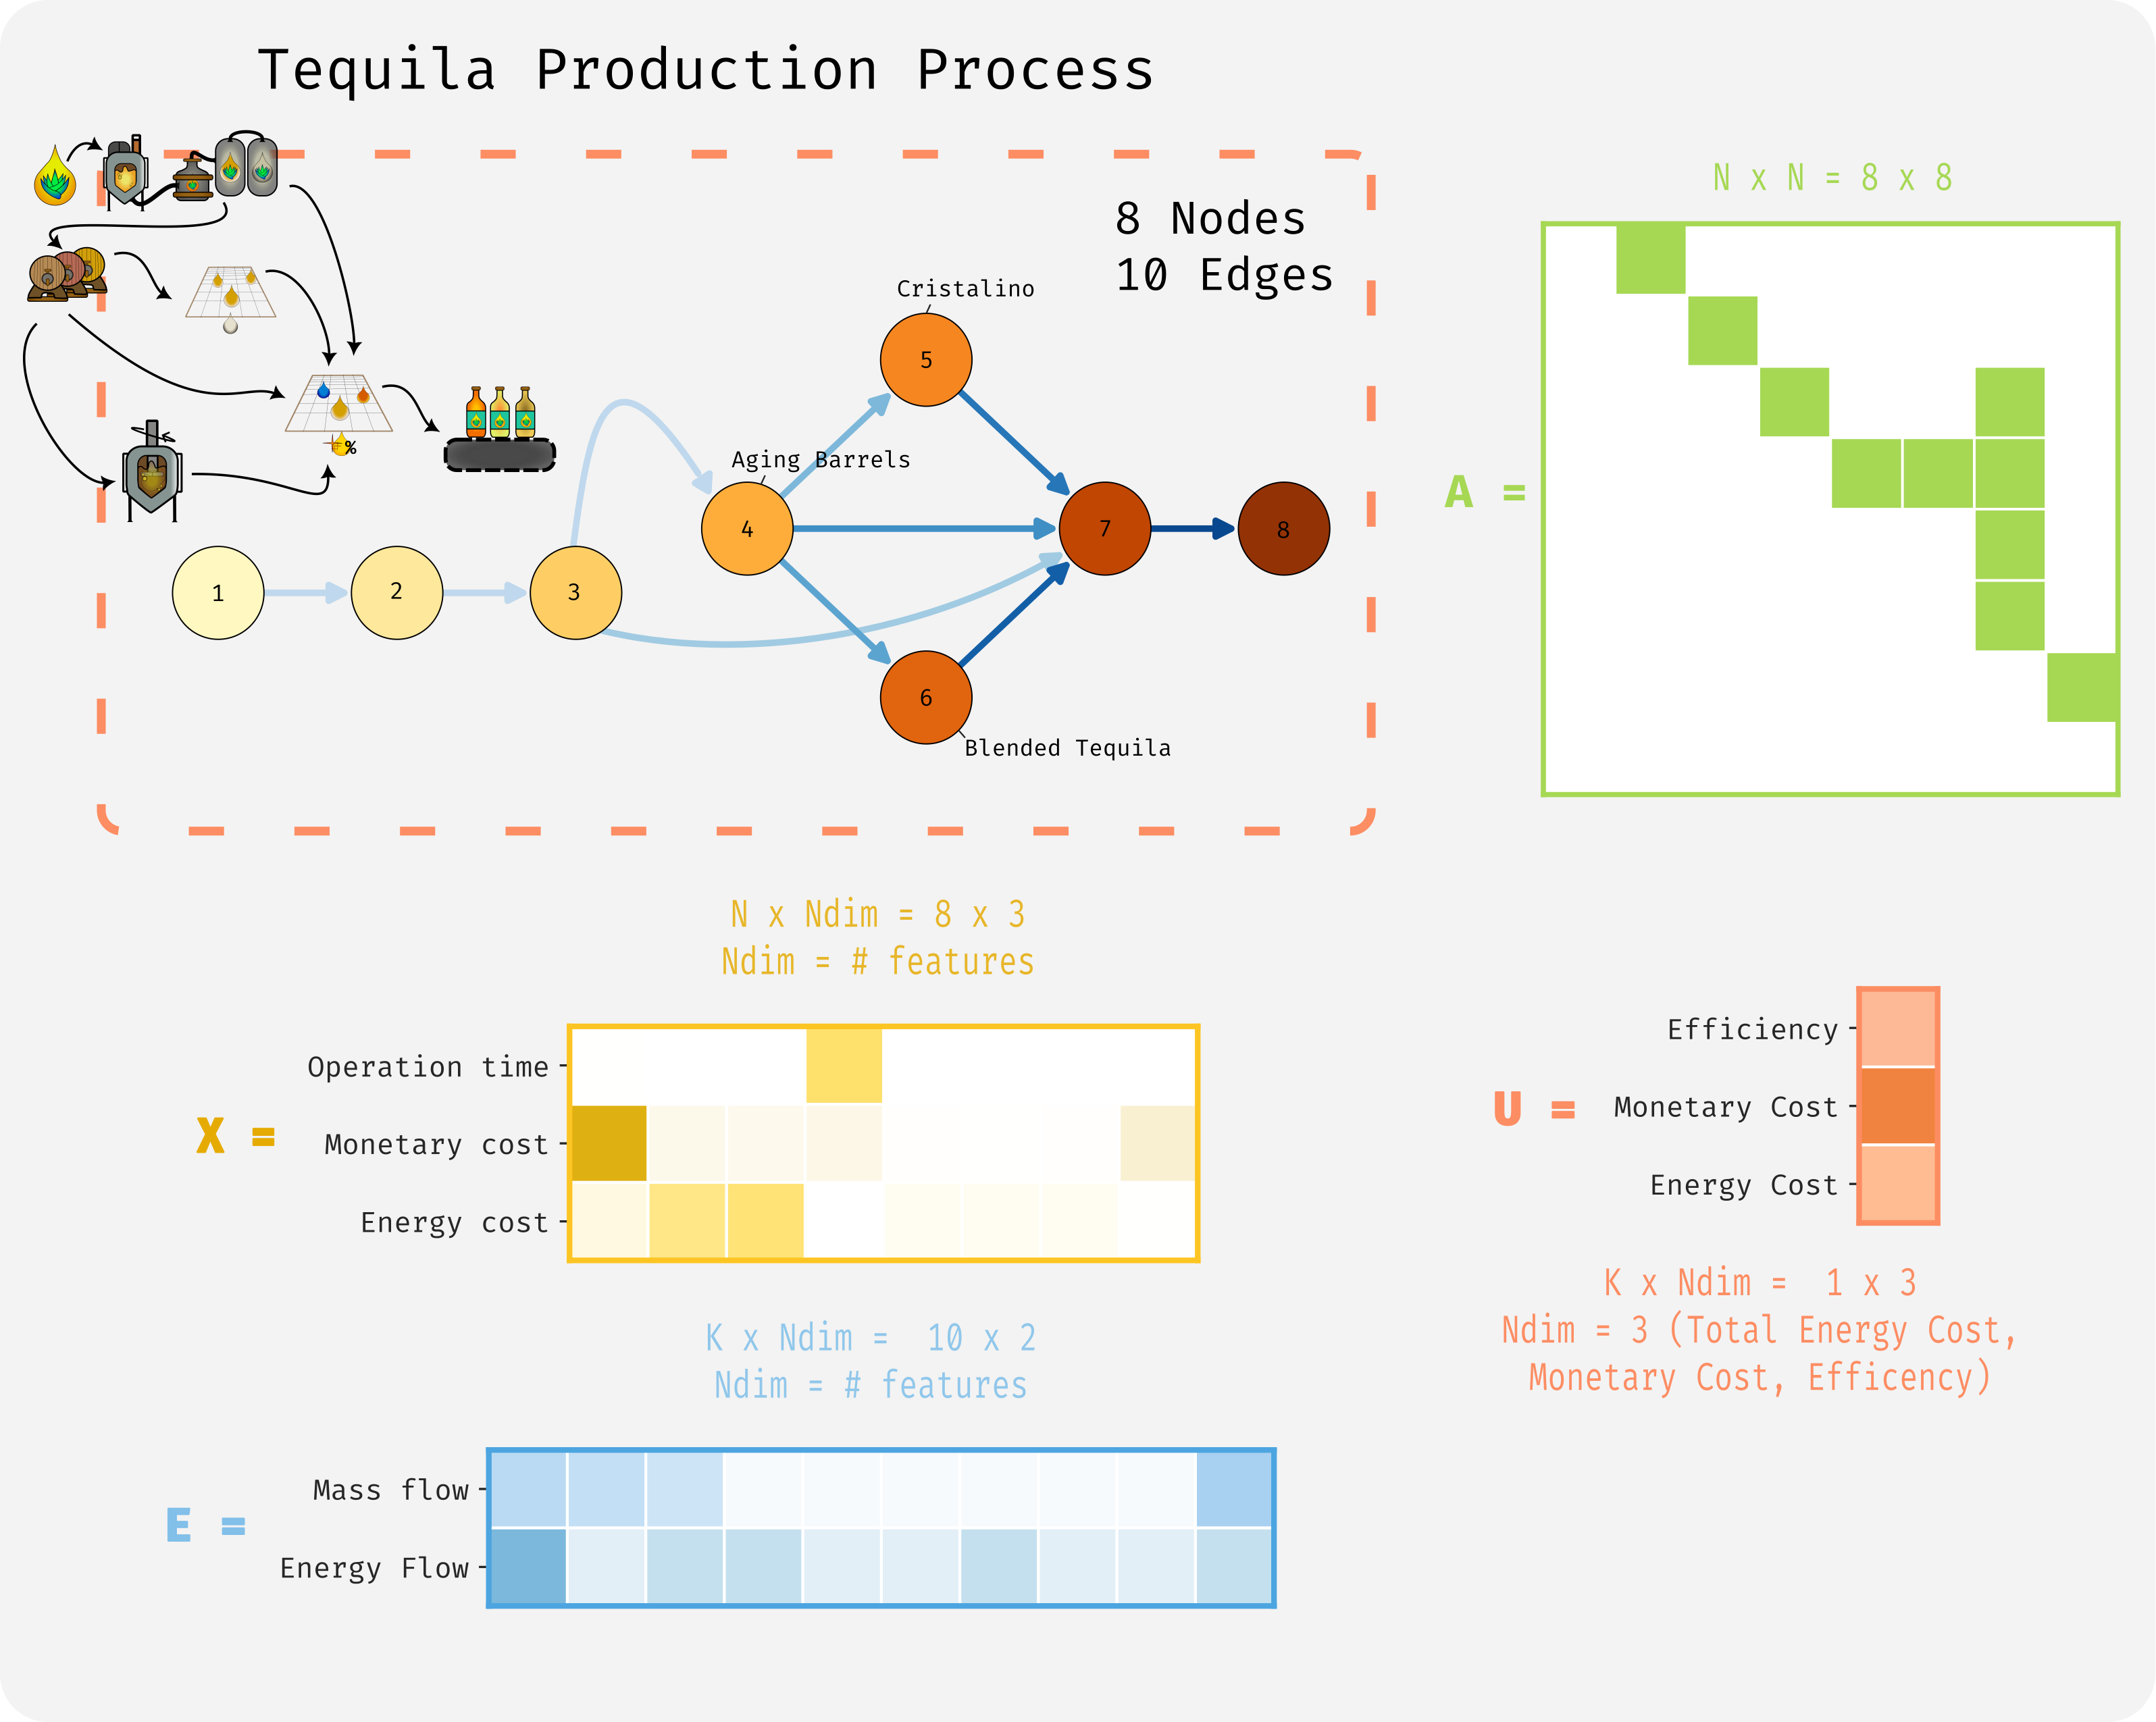 Tequila Production Process
8 Nodes
10 Edges
Cristalino
5
Aging Barrels
4
7
8
%
1
2
3
6
Blended Tequila
N x N = 8 x 8
A =
N x Ndim = 8 x 3
Ndim = # features
X =
Operation time
Monetary cost
Energy cost
U =
Efficiency
Monetary Cost
Energy Cost
K x Ndim =  1 x 3
Ndim = 3 (Total Energy Cost,
Monetary Cost, Efficency)
K x Ndim =  10 x 2
Ndim = # features
E =
Mass flow
Energy Flow